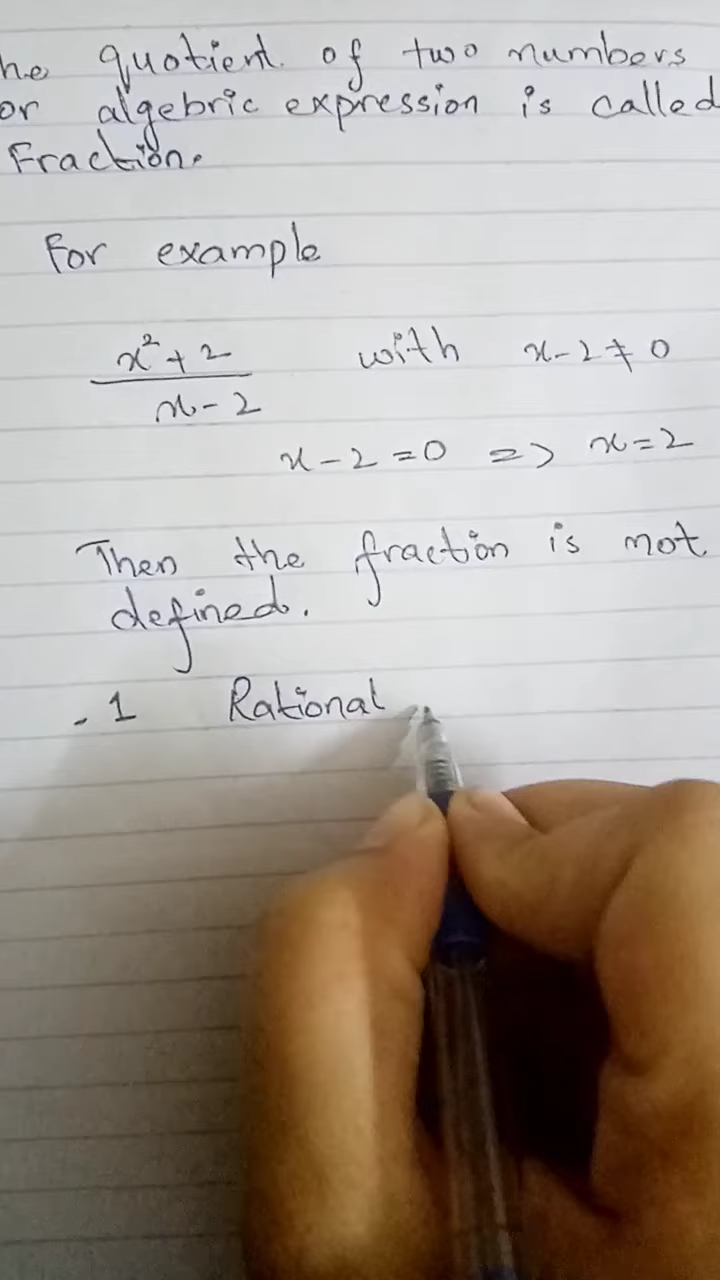 he quotient of two numbers
or algebric expression is called
Fraction.
For example
x² + 2 with x - 2 ≠ 0
x - 2
x - 2 = 0 => x = 2
Then the fraction is not
defined.
. 1 Rational